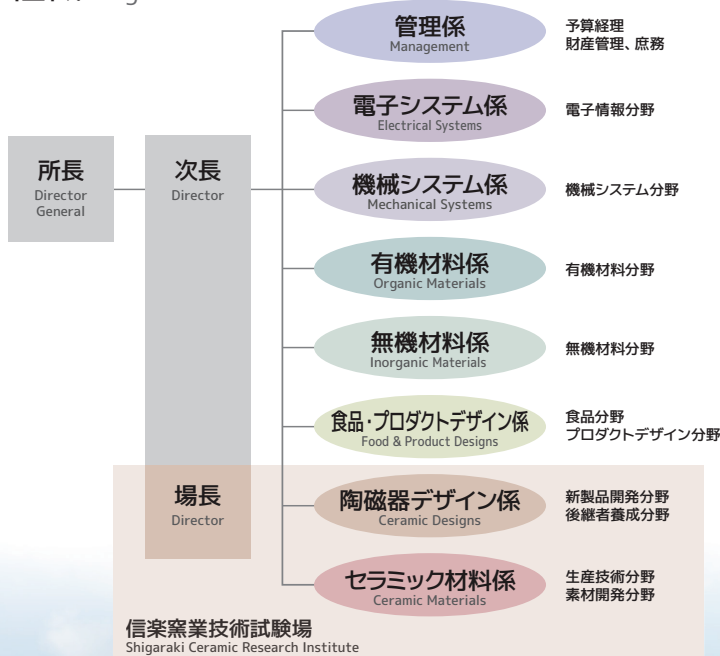 所長
Director
General
次長
Director
管理係
Management
予算経理
財産管理、庶務
電子システム係
Electrical Systems
電子情報分野
機械システム係
Mechanical Systems
機械システム分野
有機材料係
Organic Materials
有機材料分野
無機材料係
Inorganic Materials
無機材料分野
食品・プロダクトデザイン係
Food & Product Designs
食品分野
プロダクトデザイン分野
場長
Director
陶磁器デザイン係
Ceramic Designs
新製品開発分野
後継者養成分野
セラミック材料係
Ceramic Materials
生産技術分野
素材開発分野
信楽窯業技術試験場
Shigaraki Ceramic Research Institute